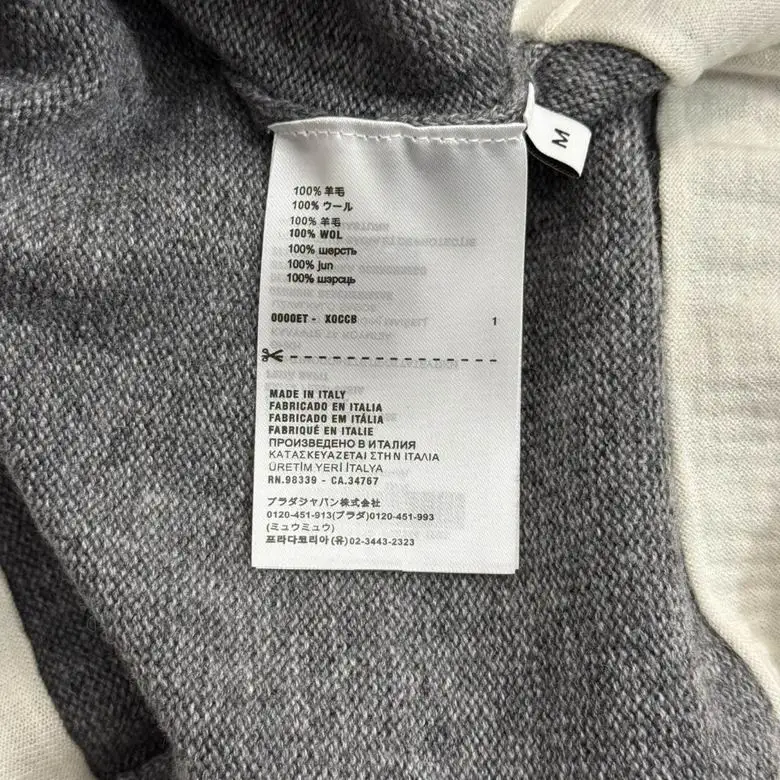 M
100% 羊毛
100% ウール
100% 羊毛
100% WOL
100% шерсть
100% jun
100% шэрсць
0000ET - X0CCB 1
MADE IN ITALY
FABRICADO EN ITALIA
FABRICADO EM ITÁLIA
FABRIQUÉ EN ITALIE
ПРОИЗВЕДЕНО В ИТАЛИЯ
ΚΑΤΑΣΚΕΥΑΖΕΤΑΙ ΣΤΗΝ ΙΤΑΛΙΑ
ÜRETİM YERİ İTALYA
RN.98339 - CA.34767
プラダジャパン株式会社
0120-451-913(プラダ)0120-451-993
(ミュウミュウ)
프라다코리아(유)02-3443-2323